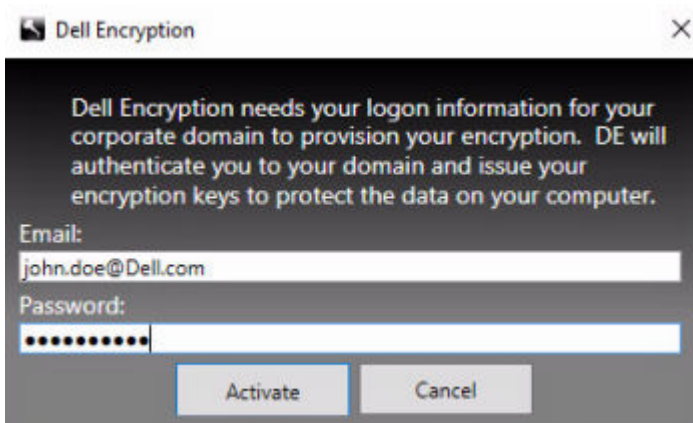 Dell Encryption
Dell Encryption needs your logon information for your
corporate domain to provision your encryption.  DE will
authenticate you to your domain and issue your
encryption keys to protect the data on your computer.
Email:
john.doe@Dell.com
Password:
••••••••••
Activate Cancel